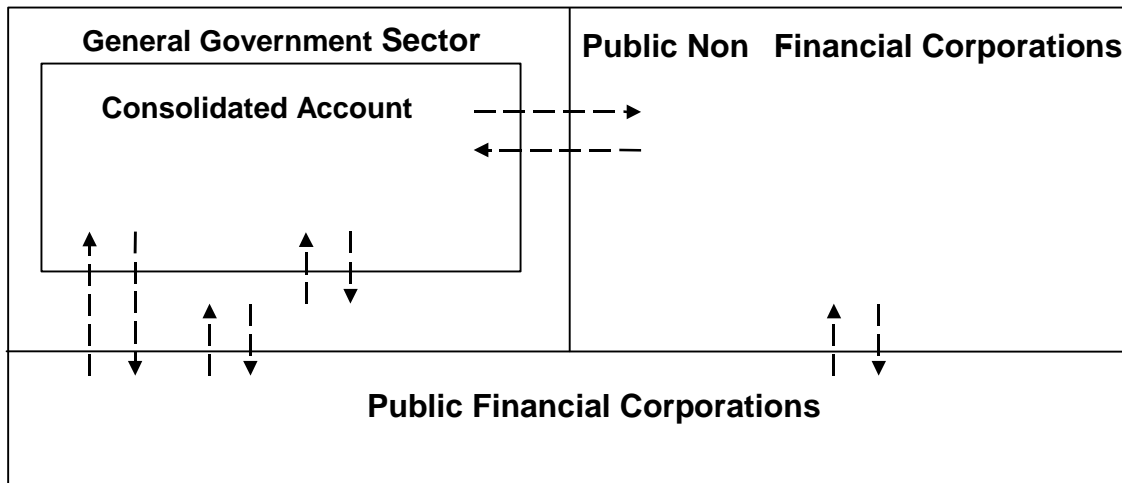 General Government Sector
Public Non Financial Corporations
Consolidated Account
Public Financial Corporations